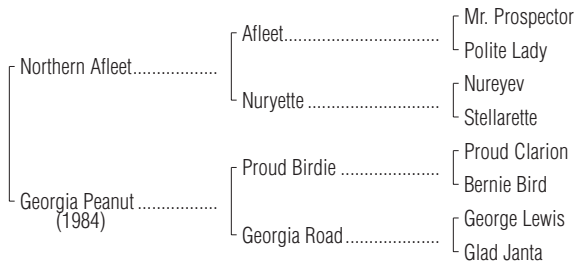 Mr. Prospector
Afleet
Polite Lady
Northern Afleet
Nureyev
Nuryette
Stellarette
Proud Clarion
Proud Birdie
Bernie Bird
Georgia Peanut
(1984)
George Lewis
Georgia Road
Glad Janta